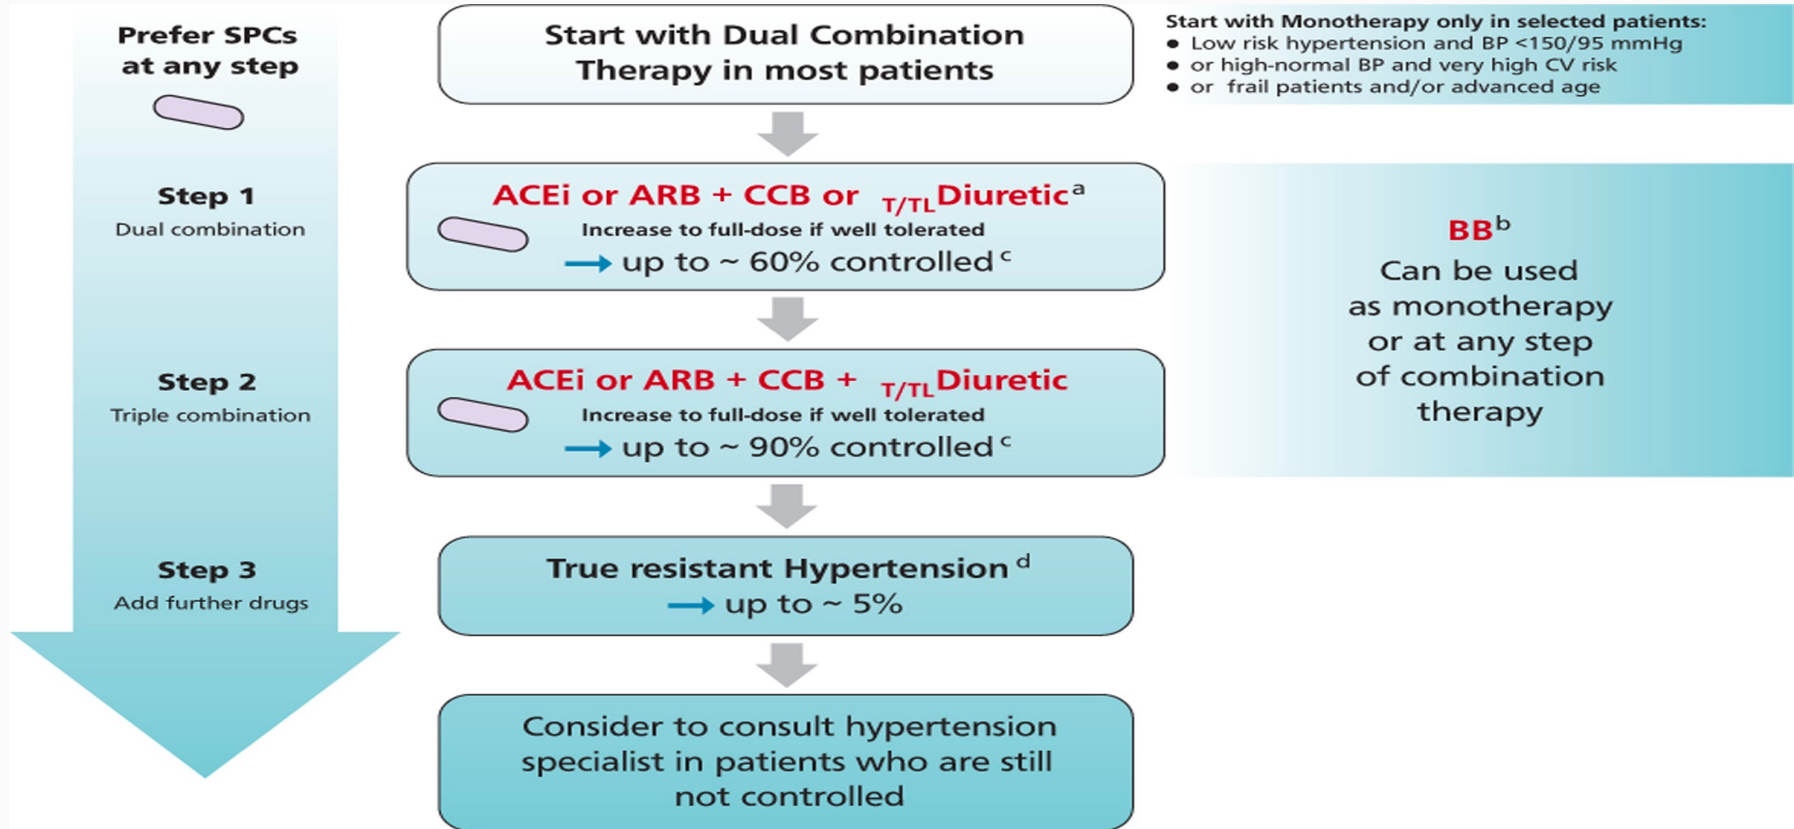 Prefer SPCs
at any step
Start with Dual Combination
Therapy in most patients
Start with Monotherapy only in selected patients:
● Low risk hypertension and BP <150/95 mmHg
● or high-normal BP and very high CV risk
● or frail patients and/or advanced age
Step 1
Dual combination
ACEi or ARB + CCB or T/TLDiuretic a
Increase to full-dose if well tolerated
→ up to ~ 60% controlled c
BB b
Can be used
as monotherapy
or at any step
of combination
therapy
Step 2
Triple combination
ACEi or ARB + CCB + T/TLDiuretic
Increase to full-dose if well tolerated
→ up to ~ 90% controlled c
Step 3
Add further drugs
True resistant Hypertension d
→ up to ~ 5%
Consider to consult hypertension
specialist in patients who are still
not controlled